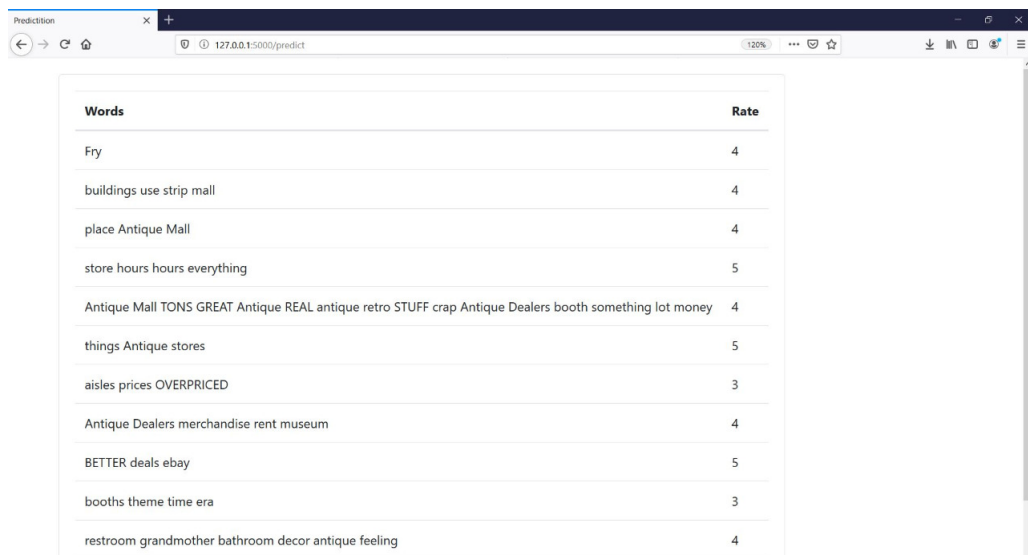 Predictition
127.0.0.1:5000/predict 120%
Words Rate
Fry 4
buildings use strip mall 4
place Antique Mall 4
store hours hours everything 5
Antique Mall TONS GREAT Antique REAL antique retro STUFF crap Antique Dealers booth something lot money 4
things Antique stores 5
aisles prices OVERPRICED 3
Antique Dealers merchandise rent museum 4
BETTER deals ebay 5
booths theme time era 3
restroom grandmother bathroom decor antique feeling 4